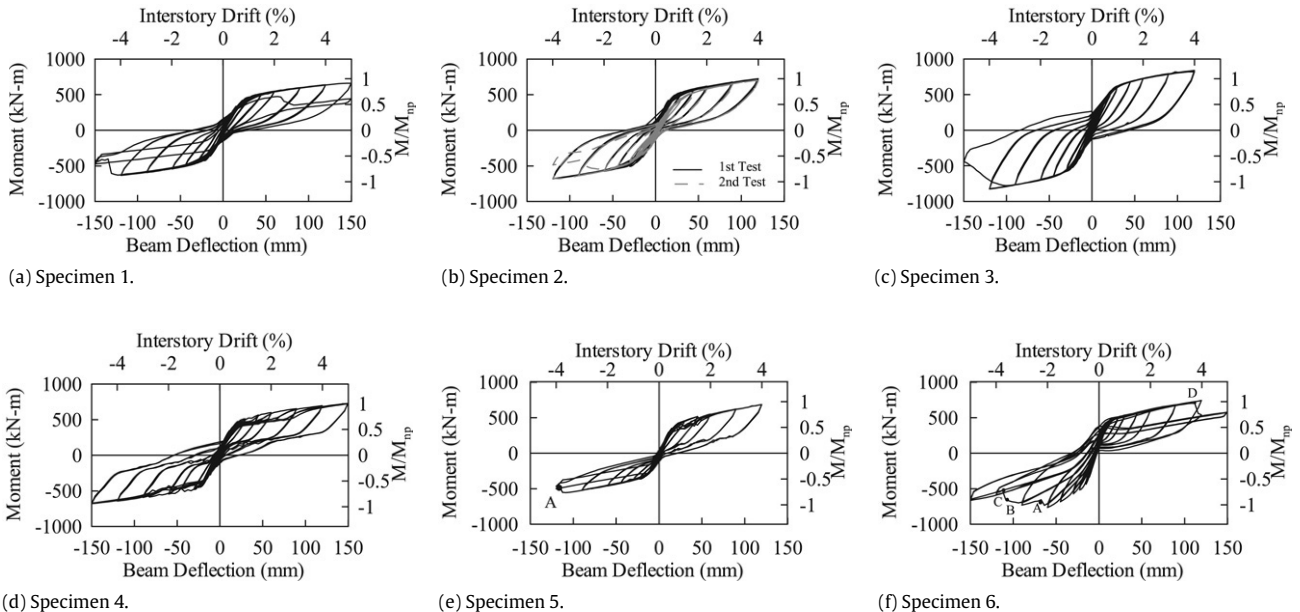 Interstory Drift (%)
-4 -2 0 2 4
1000
500
0
-500
-1000
Moment (kN-m)
1
0.5
0
-0.5
-1
M/Mnp
-150 -100 -50 0 50 100 150
Beam Deflection (mm)
(a) Specimen 1.
Interstory Drift (%)
-4 -2 0 2 4
1000
500
0
-500
-1000
Moment (kN-m)
1
0.5
0
-0.5
-1
M/Mnp
1st Test
2nd Test
-150 -100 -50 0 50 100 150
Beam Deflection (mm)
(b) Specimen 2.
Interstory Drift (%)
-4 -2 0 2 4
1000
500
0
-500
-1000
Moment (kN-m)
1
0.5
0
-0.5
-1
M/Mnp
-150 -100 -50 0 50 100 150
Beam Deflection (mm)
(c) Specimen 3.
Interstory Drift (%)
-4 -2 0 2 4
1000
500
0
-500
-1000
Moment (kN-m)
1
0.5
0
-0.5
-1
M/Mnp
-150 -100 -50 0 50 100 150
Beam Deflection (mm)
(d) Specimen 4.
Interstory Drift (%)
-4 -2 0 2 4
1000
500
0
-500
-1000
Moment (kN-m)
1
0.5
0
-0.5
-1
M/Mnp
A
-150 -100 -50 0 50 100 150
Beam Deflection (mm)
(e) Specimen 5.
Interstory Drift (%)
-4 -2 0 2 4
1000
500
0
-500
-1000
Moment (kN-m)
1
0.5
0
-0.5
-1
M/Mnp
D
C
B
A
-150 -100 -50 0 50 100 150
Beam Deflection (mm)
(f) Specimen 6.